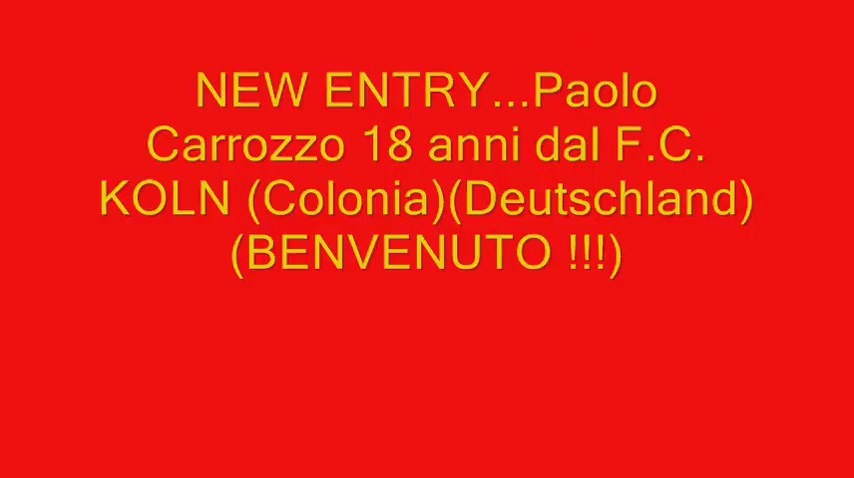 NEW ENTRY...Paolo
Carrozzo 18 anni dal F.C.
KOLN (Colonia)(Deutschland)
(BENVENUTO !!!)